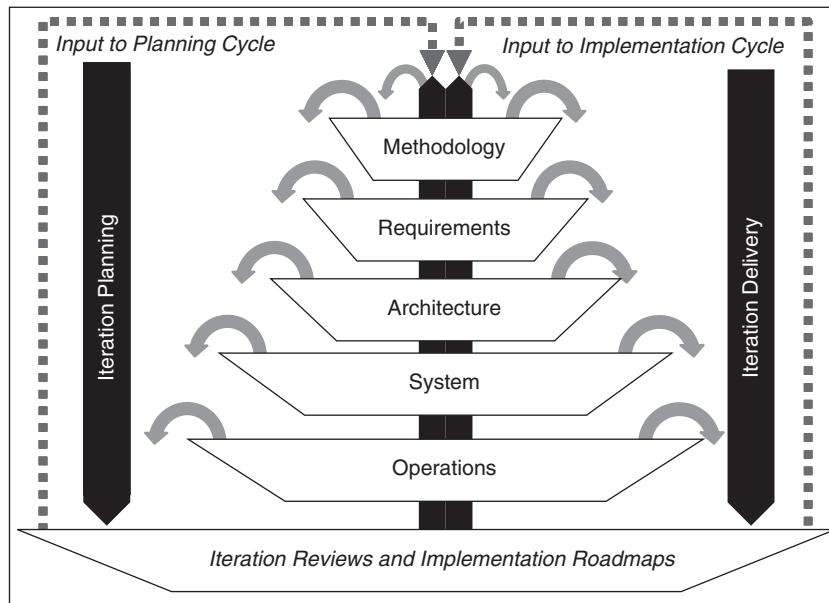 Input to Planning Cycle
Input to Implementation Cycle
Methodology
Requirements
Architecture
System
Operations
Iteration Planning
Iteration Delivery
Iteration Reviews and Implementation Roadmaps